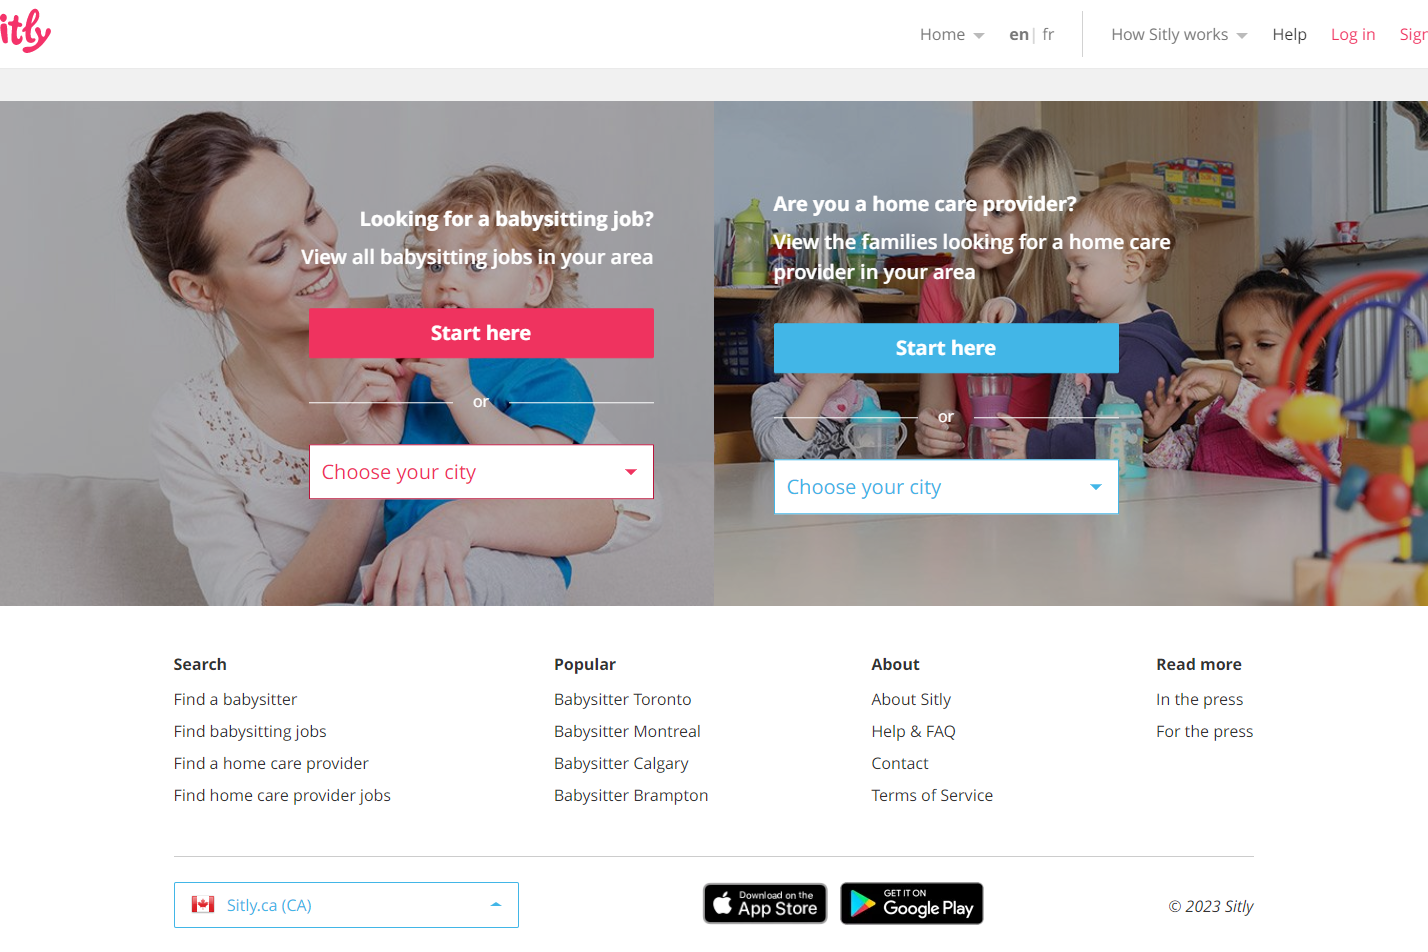 Home
en | fr
How Sitly works
Help
Log in
Looking for a babysitting job?
View all babysitting jobs in your area
Start here
or
Choose your city
Are you a home care provider?
View the families looking for a home care
provider in your area
Start here
or
Choose your city
Search
Find a babysitter
Find babysitting jobs
Find a home care provider
Find home care provider jobs
Popular
Babysitter Toronto
Babysitter Montreal
Babysitter Calgary
Babysitter Brampton
About
About Sitly
Help & FAQ
Contact
Terms of Service
Read more
In the press
For the press
Sitly.ca (CA)
Download on the
App Store
GET IT ON
Google Play
© 2023 Sitly